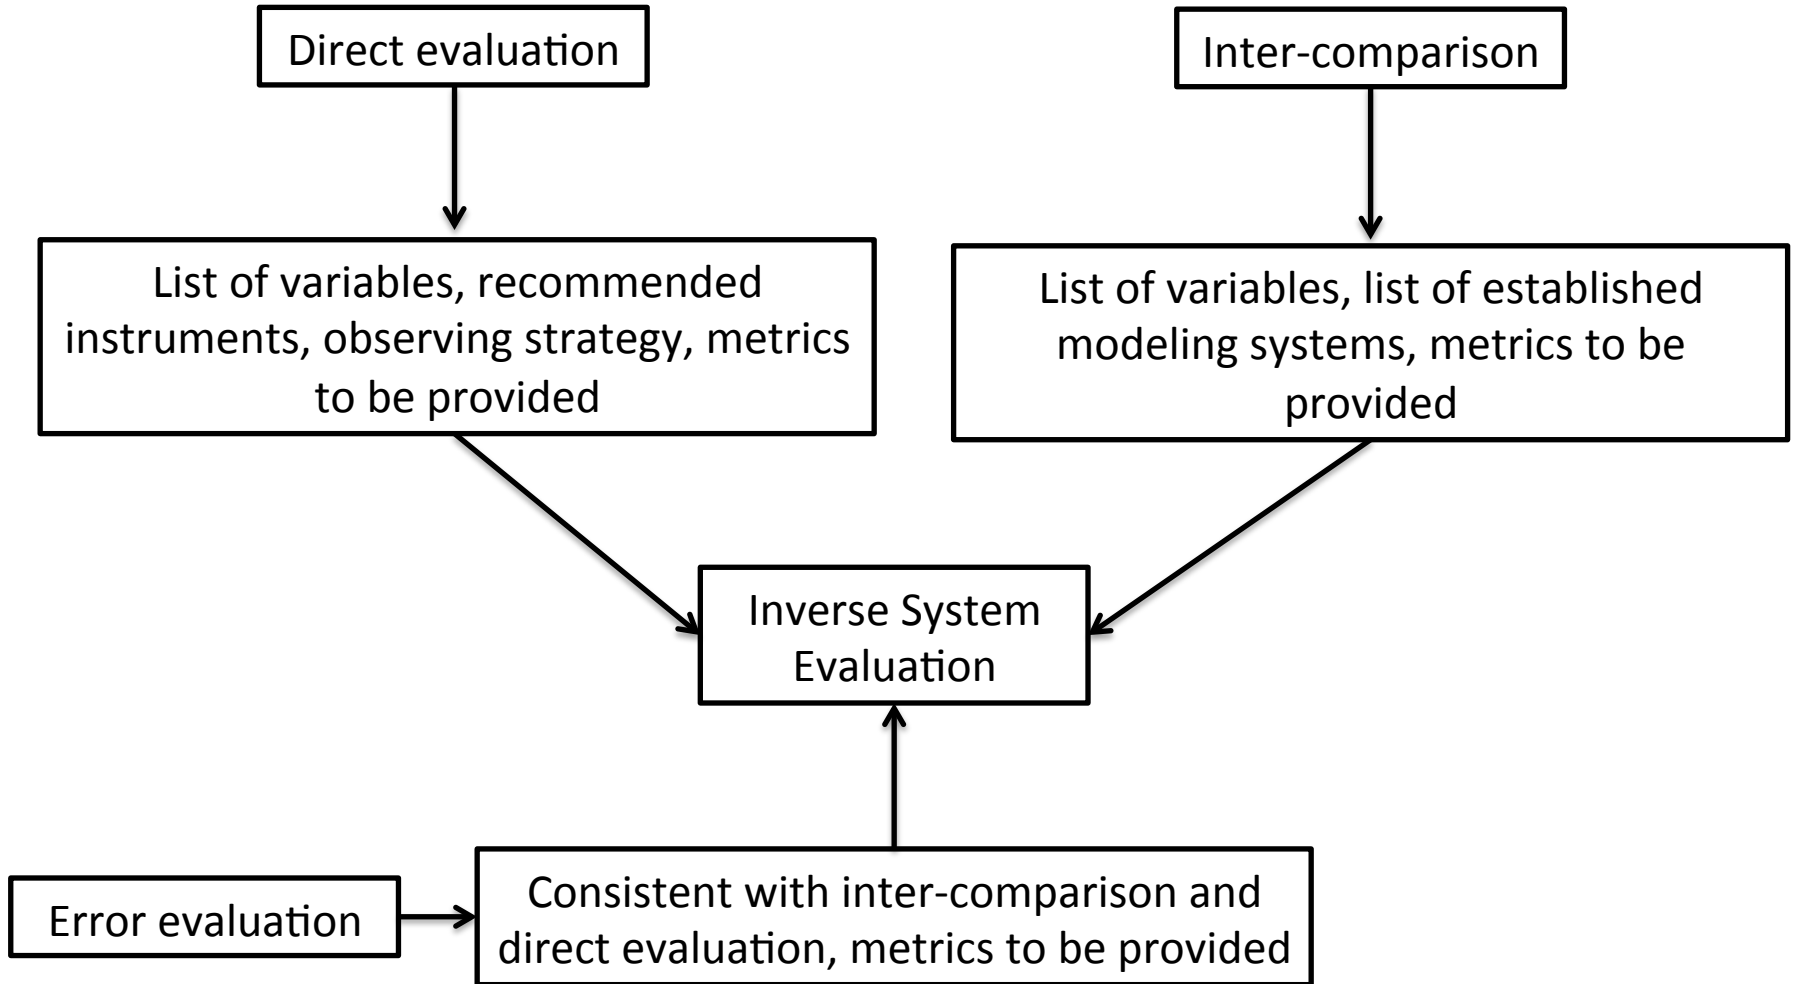 Direct evaluation
Inter-comparison
List of variables, recommended
instruments, observing strategy, metrics
to be provided
List of variables, list of established
modeling systems, metrics to be
provided
Inverse System
Evaluation
Error evaluation
Consistent with inter-comparison and
direct evaluation, metrics to be provided